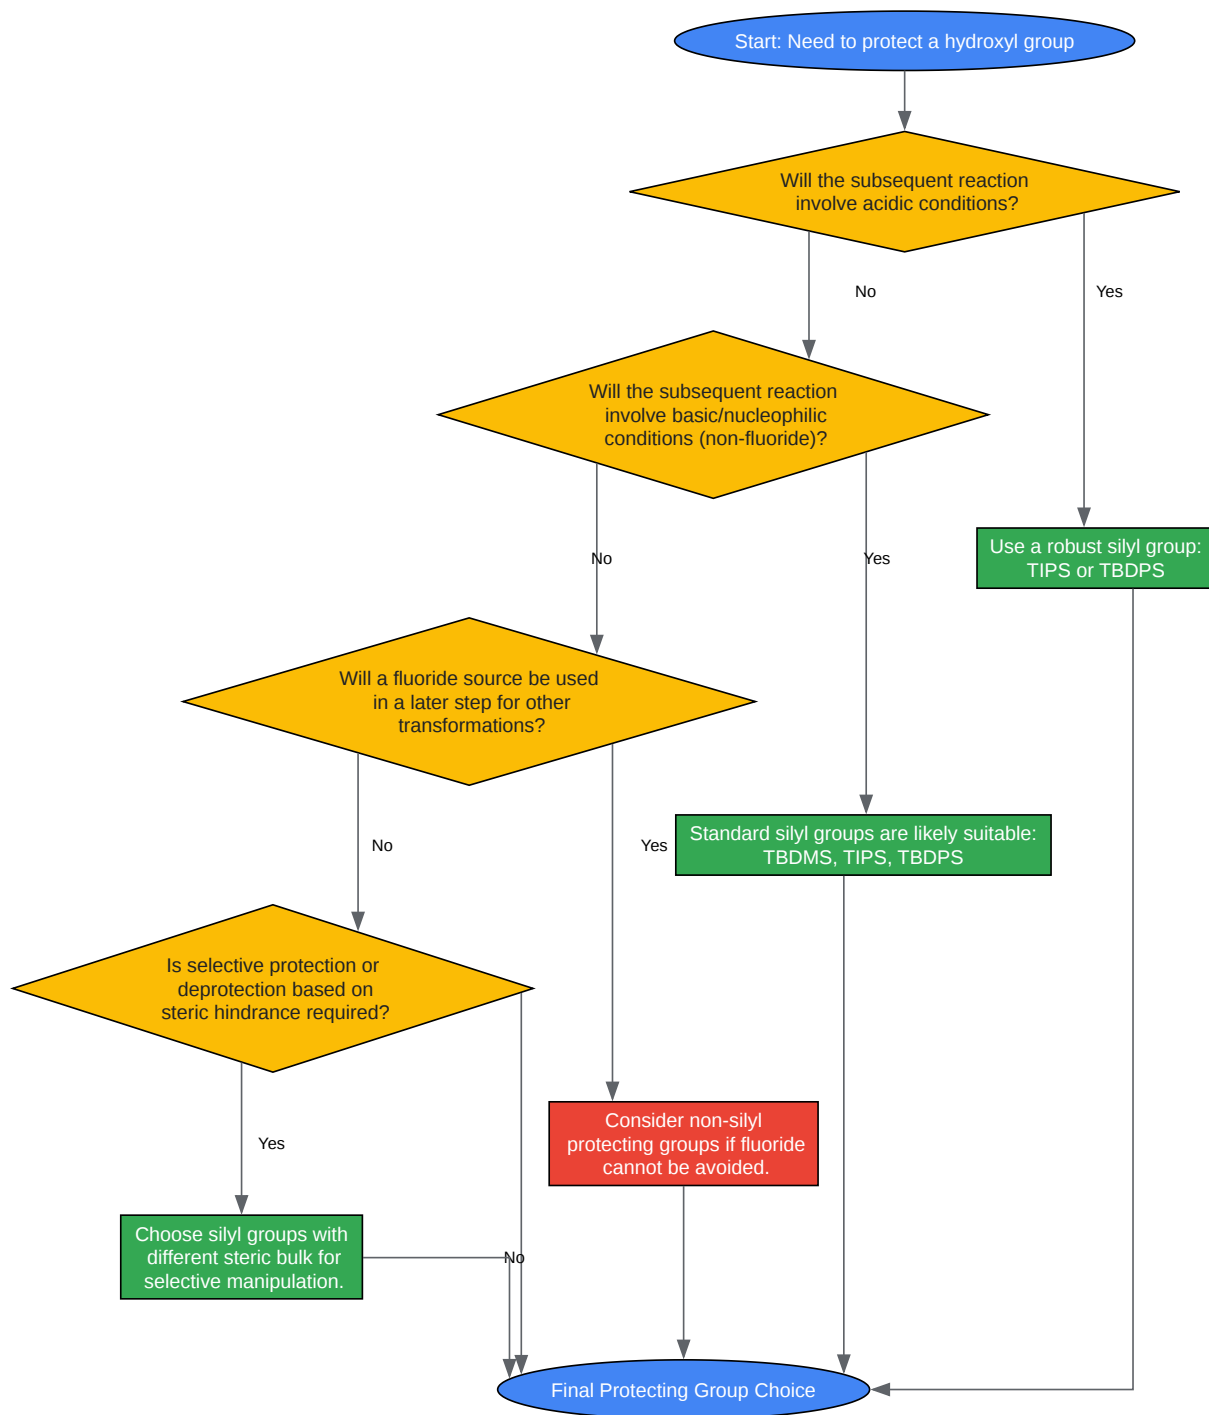 Start: Need to protect a hydroxyl group
Will the subsequent reaction
involve acidic conditions?
No
Yes
Will the subsequent reaction
involve basic/nucleophilic
conditions (non-fluoride)?
Use a robust silyl group:
TIPS or TBDPS
No
Yes
Will a fluoride source be used
in a later step for other
transformations?
Standard silyl groups are likely suitable:
TBDMS, TIPS, TBDPS
No
Yes
Is selective protection or
deprotection based on
steric hindrance required?
Consider non-silyl
protecting groups if fluoride
cannot be avoided.
Yes
Choose silyl groups with
different steric bulk for
selective manipulation.
No
Final Protecting Group Choice